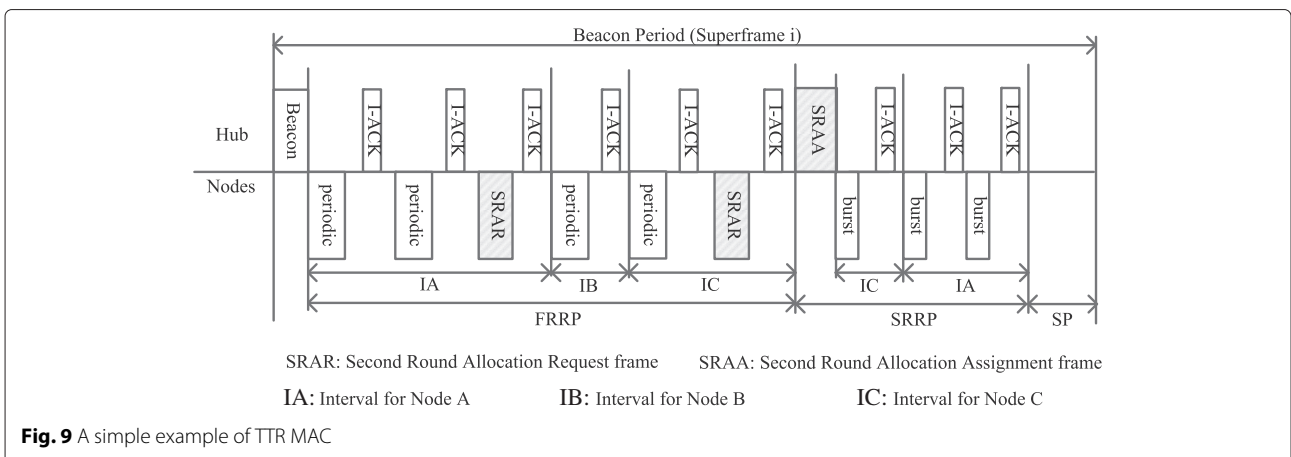 Beacon Period (Superframe i)
Hub
Beacon
I-ACK
I-ACK
I-ACK
I-ACK
I-ACK
I-ACK
SRAA
I-ACK
I-ACK
I-ACK
Nodes
periodic
periodic
SRAR
periodic
periodic
SRAR
burst
burst
burst
IA
IB
IC
IC
IA
FRRP
SRRP
SP
SRAR: Second Round Allocation Request frame
SRAA: Second Round Allocation Assignment frame
IA: Interval for Node A
IB: Interval for Node B
IC: Interval for Node C
Fig. 9 A simple example of TTR MAC